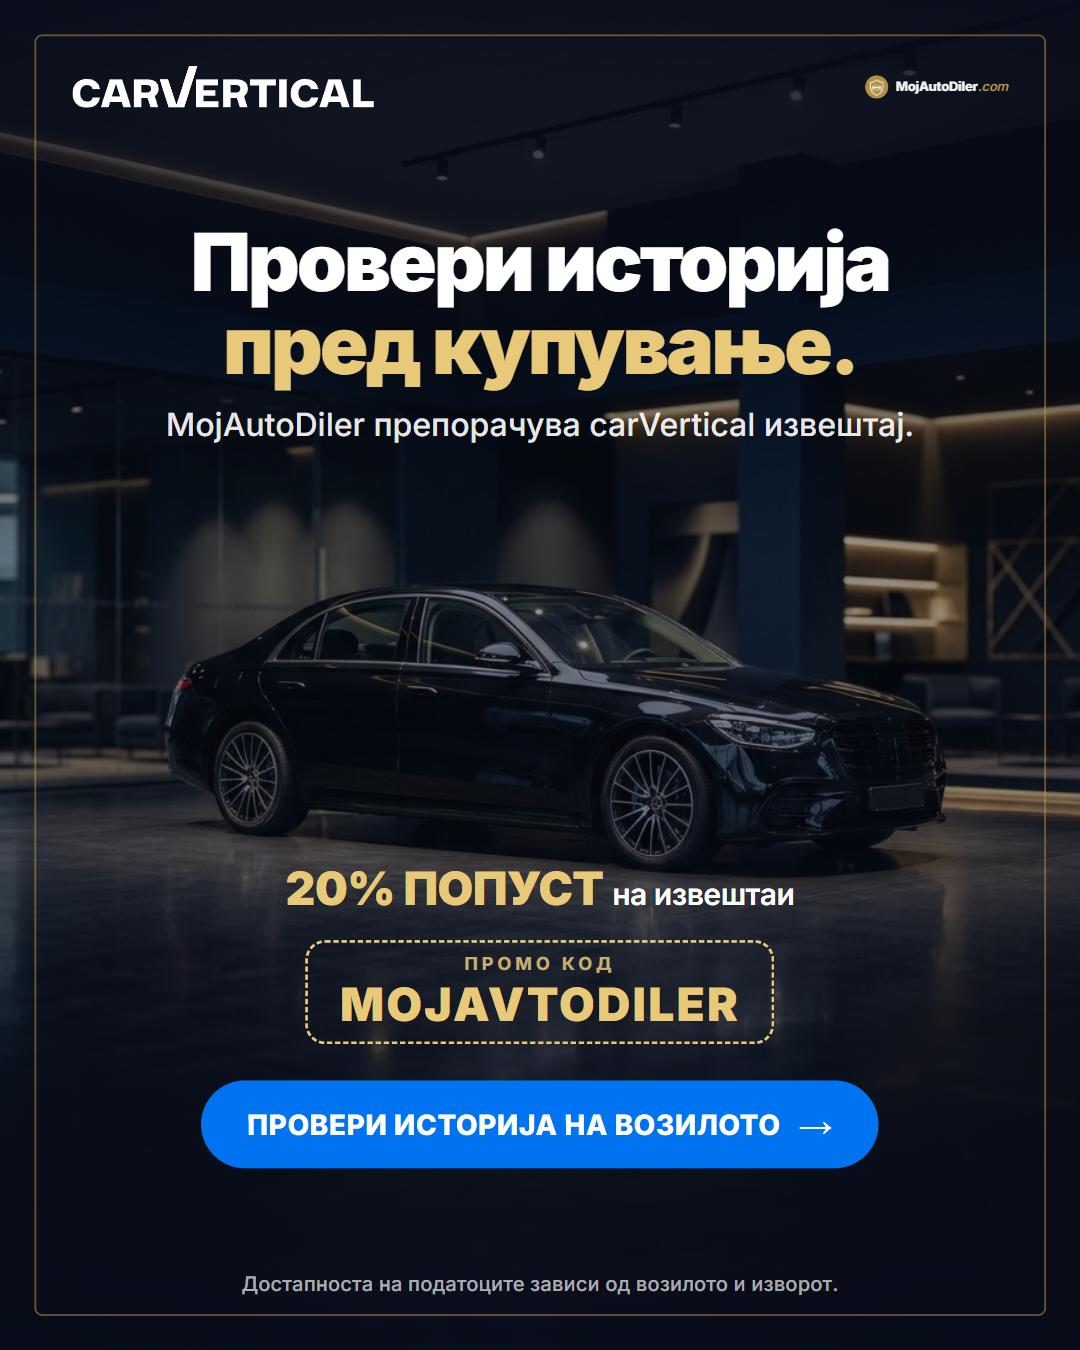 CARVERTICAL
MojAutoDiler.com
Провери историја
пред купување.
MojAutoDiler препорачува carVertical извештај.
20% ПОПУСТ на извештаи
ПРОМО КОД
MOJAVTODILER
ПРОВЕРИ ИСТОРИЈА НА ВОЗИЛОТО →
Достапноста на податоците зависи од возилото и изворот.